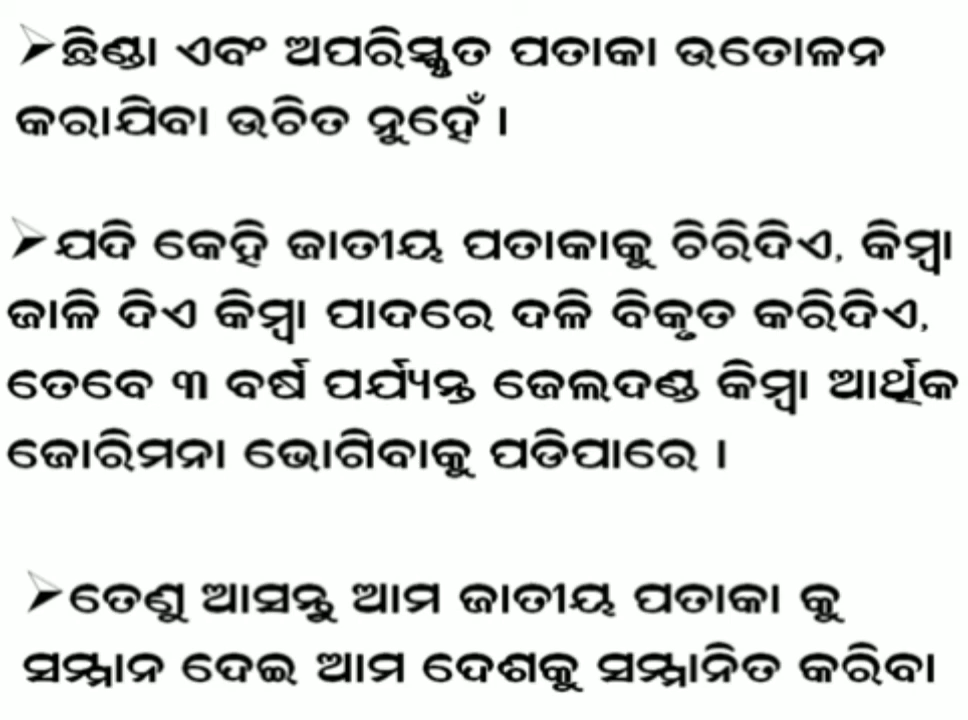 ➢ଛିଣ୍ଡା ଏବଂ ଅପରିସ୍କୃତ ପତାକା ଉତୋଳନ
କରାଯିବା ଉଚିତ ନୁହେଁ ।
➢ଯଦି କେହି ଜାତୀୟ ପତାକାକୁ ଚିରିଦିଏ, କିମ୍ବା
ଜାଳି ଦିଏ କିମ୍ବା ପାଦରେ ଦଳି ବିକୃତ କରିଦିଏ,
ତେବେ ୩ ବର୍ଷ ପର୍ଯ୍ୟନ୍ତ ଜେଲଦଣ୍ଡ କିମ୍ବା ଆର୍ଥିକ
ଜୋରିମନା ଭୋଗିବାକୁ ପଡିପାରେ ।
➢ତେଣୁ ଆସନ୍ତୁ ଆମ ଜାତୀୟ ପତାକା କୁ
ସମ୍ମାନ ଦେଇ ଆମ ଦେଶକୁ ସମ୍ମାନିତ କରିବା